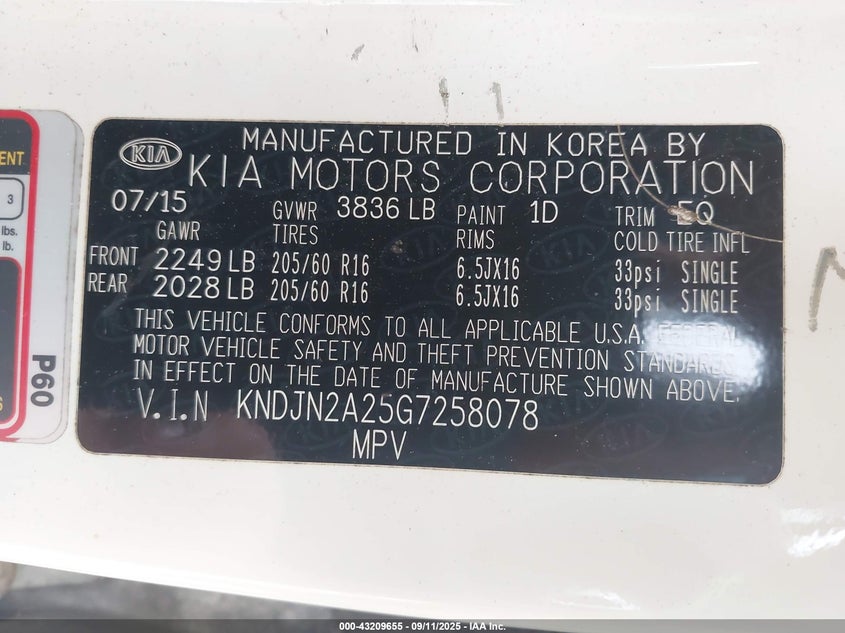 MANUFACTURED IN KOREA BY
KIA KIA MOTORS CORPORATION
07/15 GVWR 3836 LB PAINT 1D TRIM EQ
GAWR TIRES RIMS COLD TIRE INFL
FRONT 2249 LB 205/60 R16 6.5JX16 33psi SINGLE
REAR 2028 LB 205/60 R16 6.5JX16 33psi SINGLE
THIS VEHICLE CONFORMS TO ALL APPLICABLE U.S.A. FEDERAL
MOTOR VEHICLE SAFETY AND THEFT PREVENTION STANDARDS
IN EFFECT ON THE DATE OF MANUFACTURE SHOWN ABOVE.
V.I.N KNDJN2A25G7258078
MPV
3
lbs.
lb.
P60
000-43209655 - 09/11/2025 - IAA Inc.